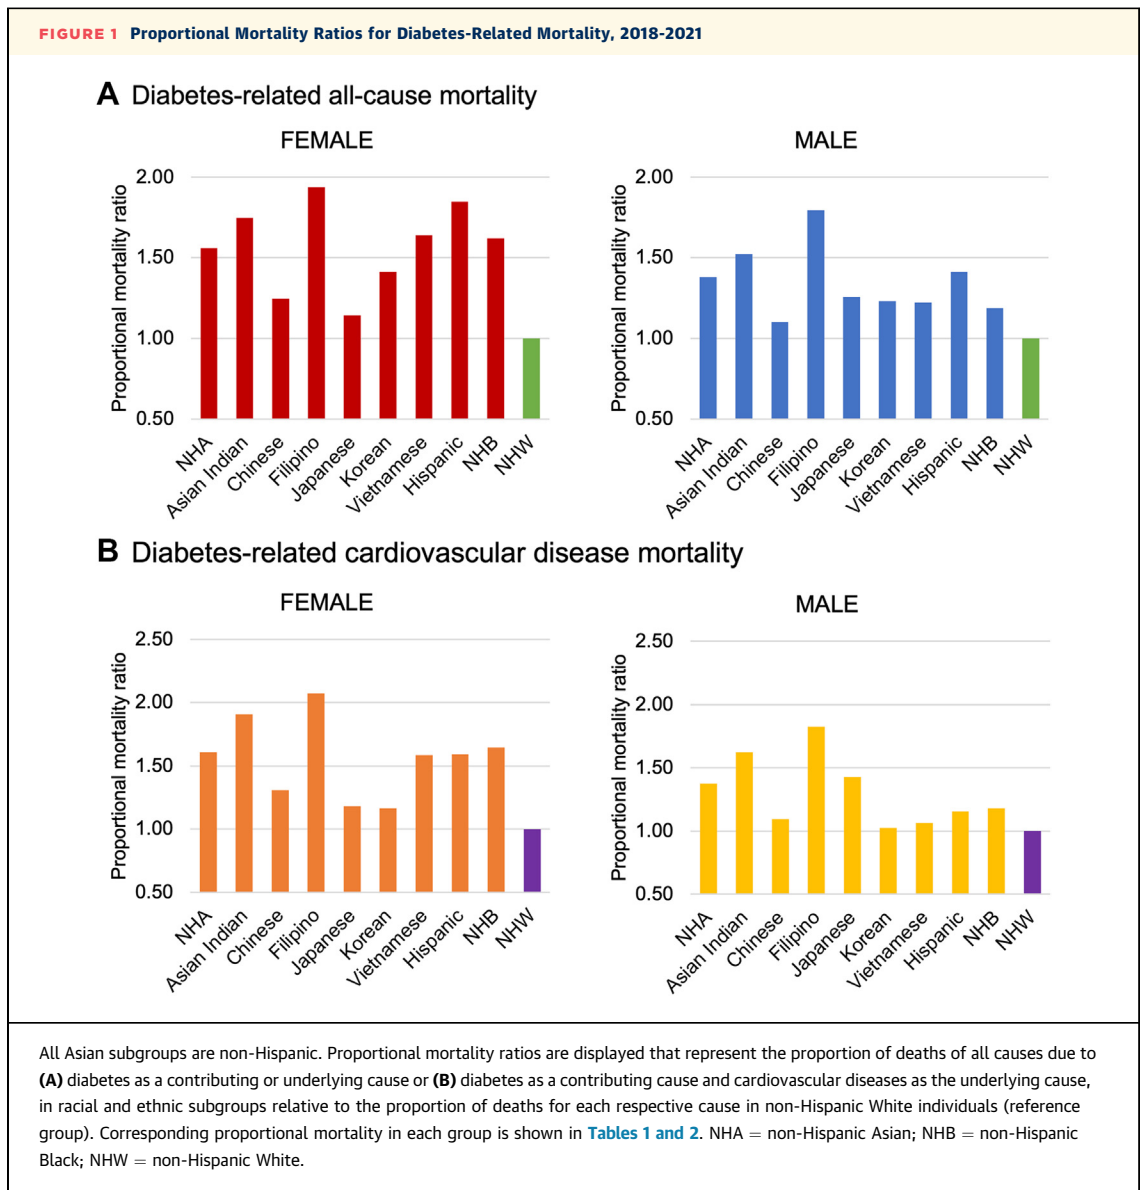 FIGURE 1 Proportional Mortality Ratios for Diabetes-Related Mortality, 2018-2021
A Diabetes-related all-cause mortality
FEMALE
Proportional mortality ratio
2.00
1.50
1.00
0.50
NHA
Asian Indian
Chinese
Filipino
Japanese
Korean
Vietnamese
Hispanic
NHB
NHW
MALE
Proportional mortality ratio
2.00
1.50
1.00
0.50
NHA
Asian Indian
Chinese
Filipino
Japanese
Korean
Vietnamese
Hispanic
NHB
NHW
B Diabetes-related cardiovascular disease mortality
FEMALE
Proportional mortality ratio
2.50
2.00
1.50
1.00
0.50
NHA
Asian Indian
Chinese
Filipino
Japanese
Korean
Vietnamese
Hispanic
NHB
NHW
MALE
Proportional mortality ratio
2.50
2.00
1.50
1.00
0.50
NHA
Asian Indian
Chinese
Filipino
Japanese
Korean
Vietnamese
Hispanic
NHB
NHW
All Asian subgroups are non-Hispanic. Proportional mortality ratios are displayed that represent the proportion of deaths of all causes due to
(A) diabetes as a contributing or underlying cause or (B) diabetes as a contributing cause and cardiovascular diseases as the underlying cause,
in racial and ethnic subgroups relative to the proportion of deaths for each respective cause in non-Hispanic White individuals (reference
group). Corresponding proportional mortality in each group is shown in Tables 1 and 2. NHA = non-Hispanic Asian; NHB = non-Hispanic
Black; NHW = non-Hispanic White.